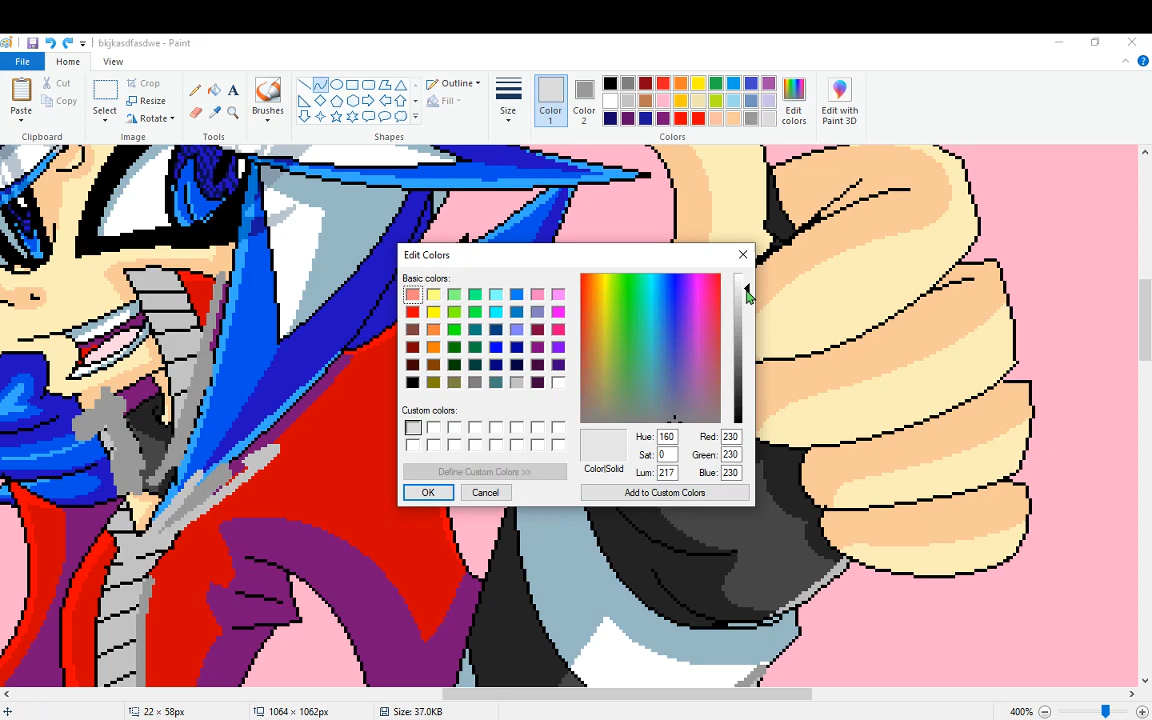 bkjkasdfasdwe - Paint
File Home View
Paste
Cut
Copy
Clipboard
Select
Crop
Resize
Rotate
Image
A
Tools
Brushes
Outline
Fill
Shapes
Size
Color 1
Color 2
Edit colors
Edit with Paint 3D
Colors
Edit Colors
Basic colors:
Custom colors:
Define Custom Colors >>
OK Cancel
Color|Solid
Hue: 160 Red: 230
Sat: 0 Green: 230
Lum: 217 Blue: 230
Add to Custom Colors
22 × 58px 1064 × 1062px Size: 37.0KB 400%